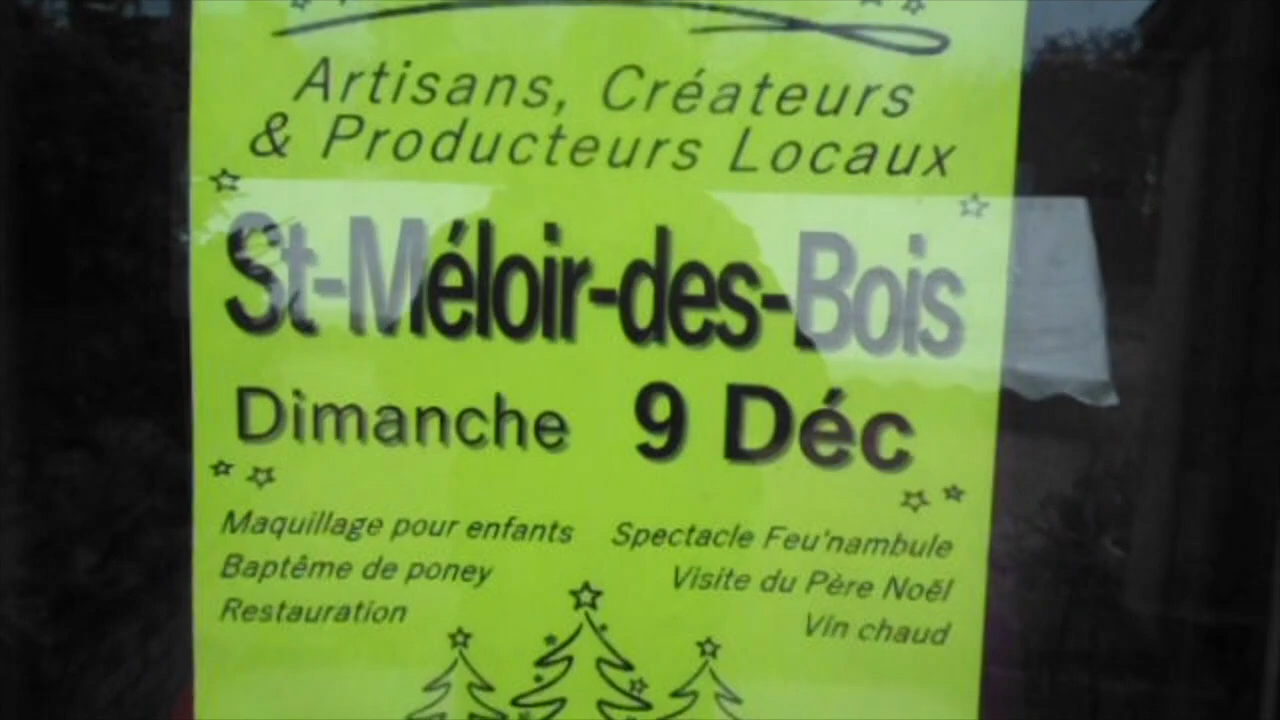 Artisans, Créateurs
& Producteurs Locaux
St-Méloir-des-Bois
Dimanche 9 Déc
Maquillage pour enfants
Baptême de poney
Restauration
Spectacle Feu'nambule
Visite du Père Noël
Vin chaud